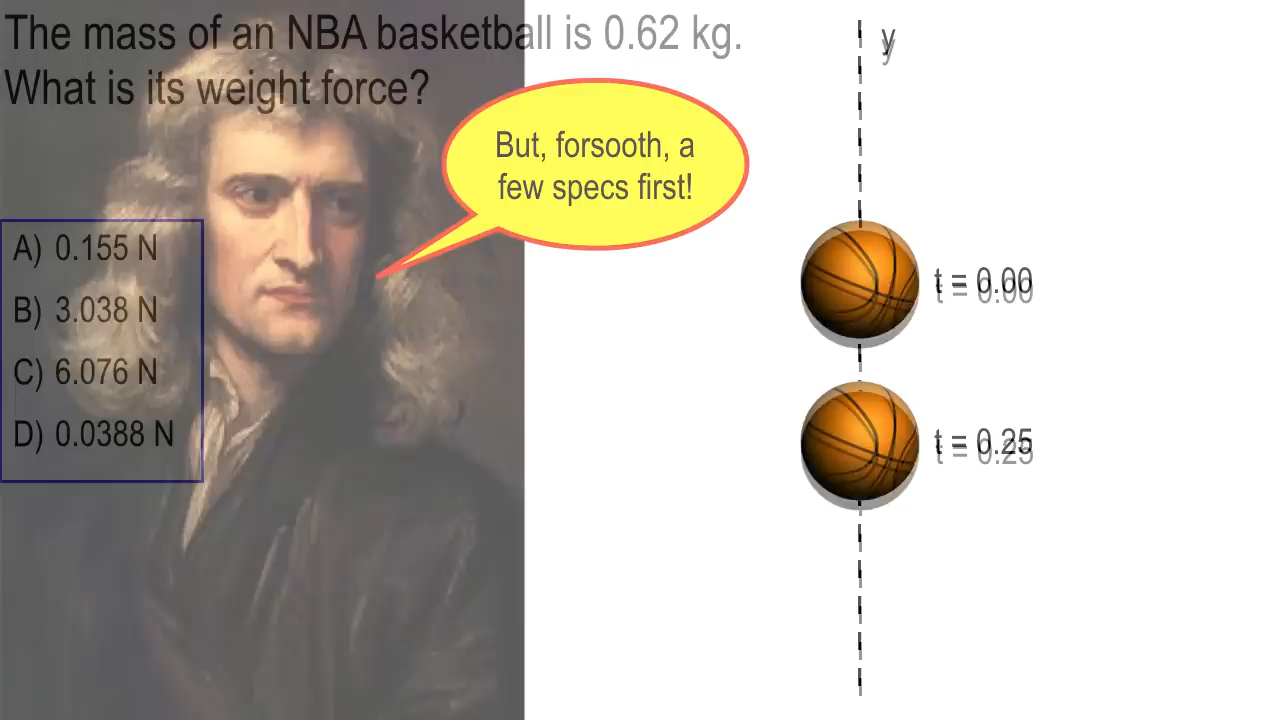 The mass of an NBA basketball is 0.62 kg.
What is its weight force?
But, forsooth, a
few specs first!
A) 0.155 N
B) 3.038 N
C) 6.076 N
D) 0.0388 N
y
t = 0.00
t = 0.25